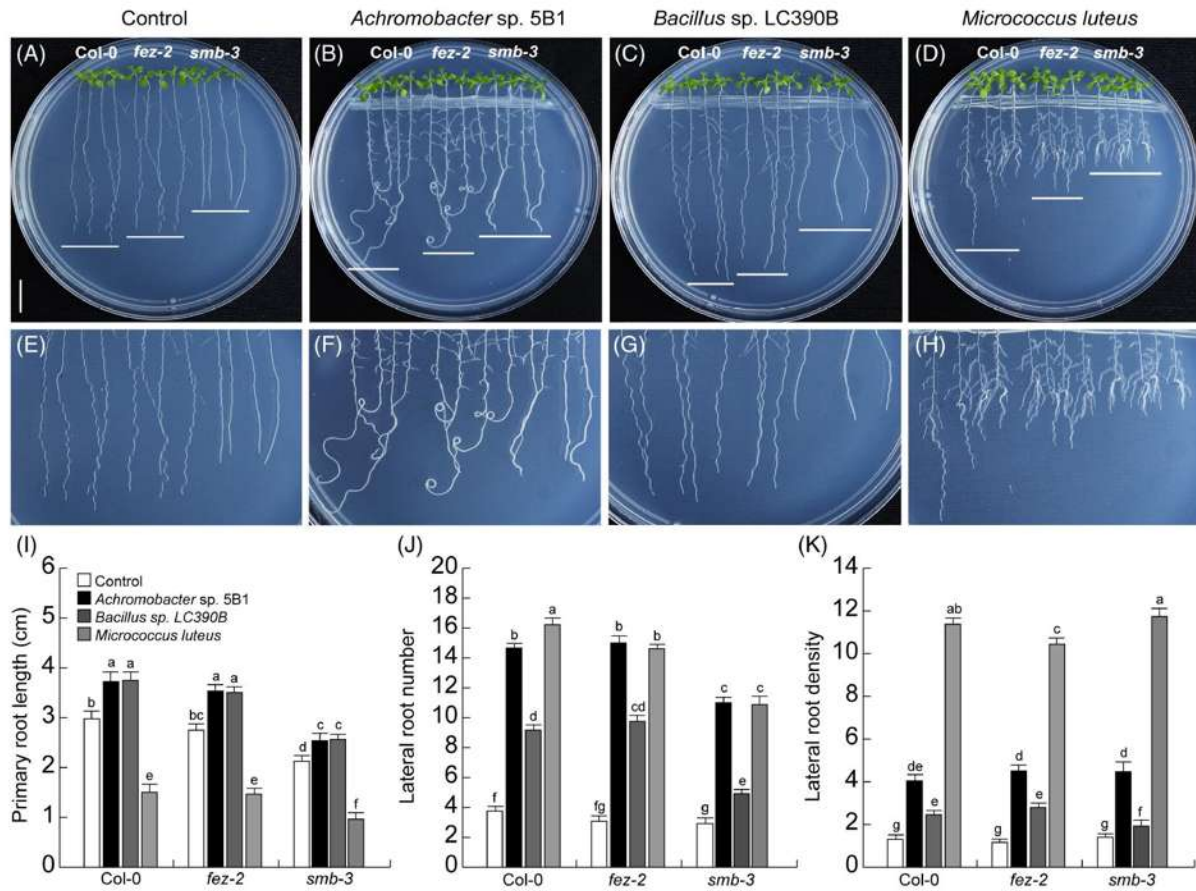 Control
Achromobacter sp. 5B1
Bacillus sp. LC390B
Micrococcus luteus
(A) Col-0 fez-2 smb-3
(B) Col-0 fez-2 smb-3
(C) Col-0 fez-2 smb-3
(D) Col-0 fez-2 smb-3
(E)
(F)
(G)
(H)
(I)
Primary root length (cm)
6
5
4
3
2
1
0
Control
Achromobacter sp. 5B1
Bacillus sp. LC390B
Micrococcus luteus
b a a e
bc a a e
d c c f
Col-0 fez-2 smb-3
(J)
Lateral root number
20
18
16
14
12
10
8
6
4
2
0
f b d a
fg b cd b
g c e c
Col-0 fez-2 smb-3
(K)
Lateral root density
14
12
10
8
6
4
2
0
g de e ab
g d e c
g d f a
Col-0 fez-2 smb-3